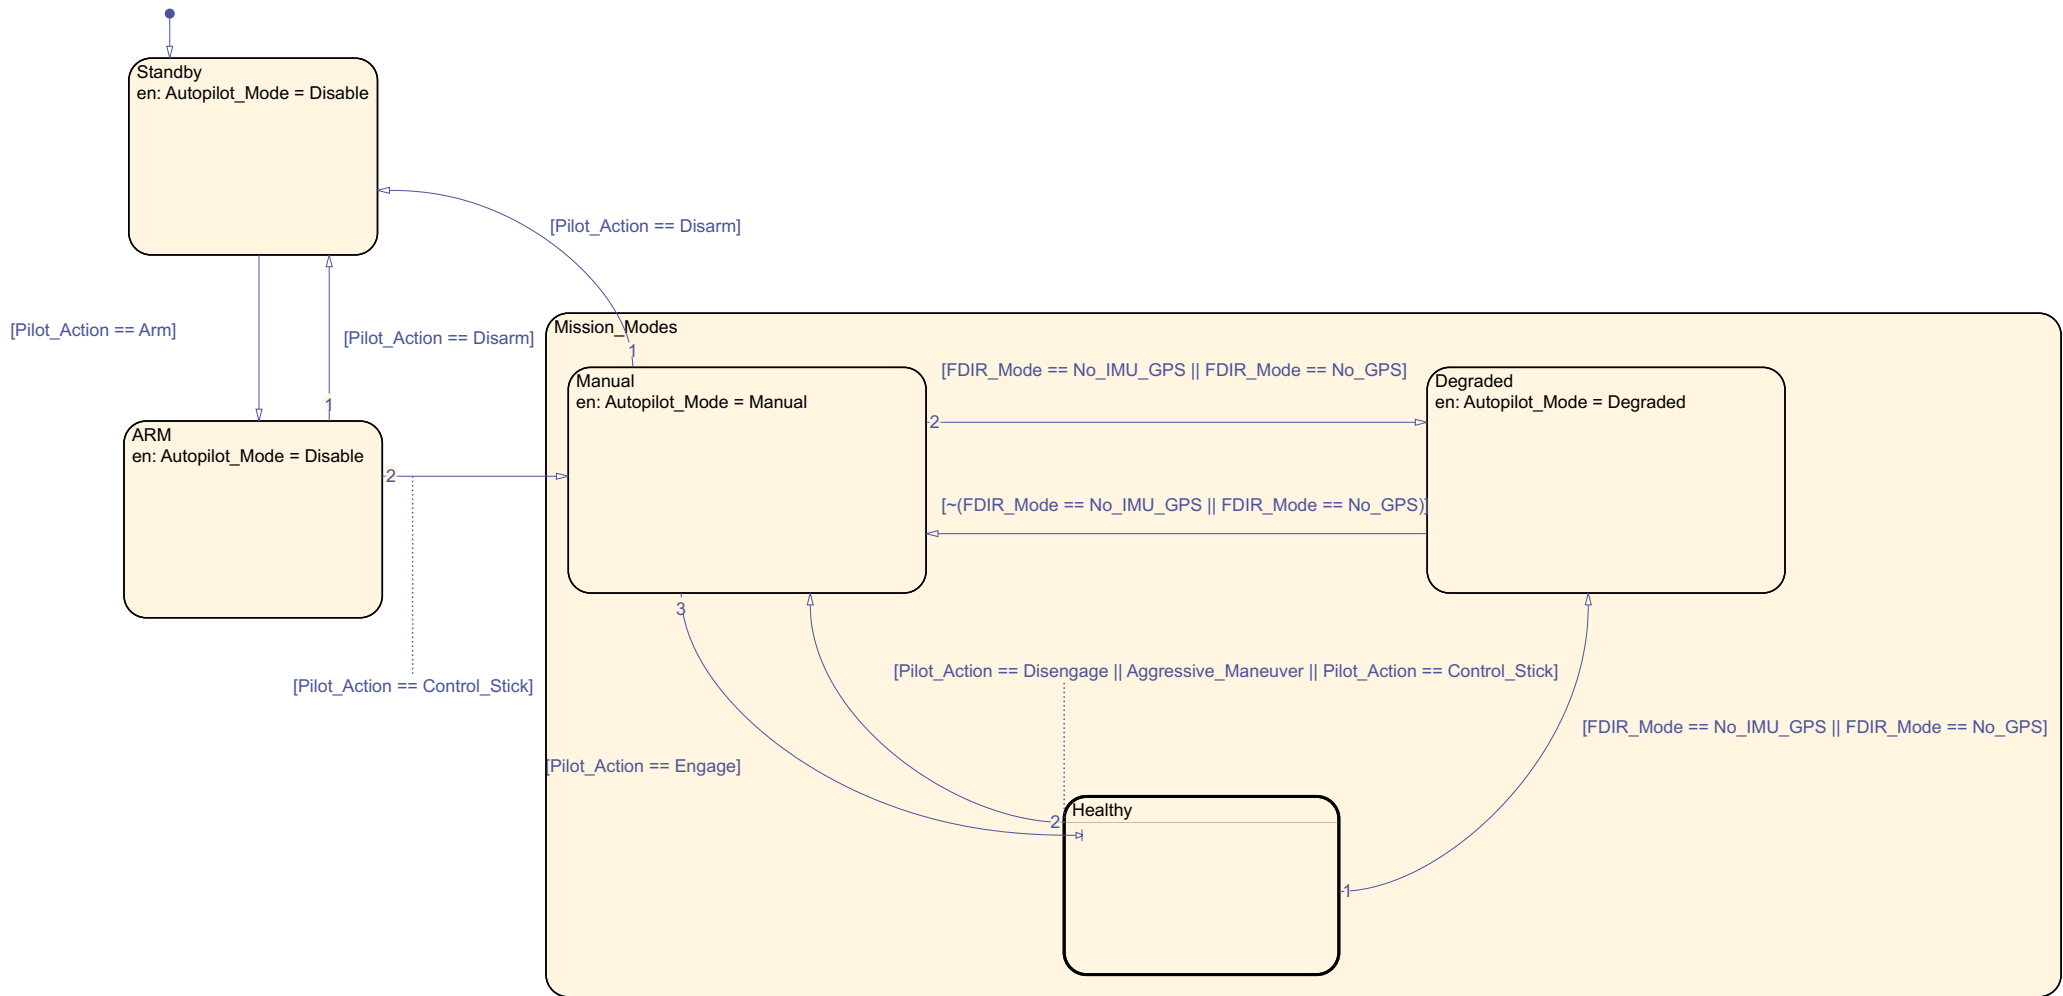 Standby
en: Autopilot_Mode = Disable
[Pilot_Action == Disarm]
[Pilot_Action == Arm]
[Pilot_Action == Disarm]
1
ARM
en: Autopilot_Mode = Disable
2
[Pilot_Action == Control_Stick]
Mission_Modes
1
Manual
en: Autopilot_Mode = Manual
[FDIR_Mode == No_IMU_GPS || FDIR_Mode == No_GPS]
2
Degraded
en: Autopilot_Mode = Degraded
[~(FDIR_Mode == No_IMU_GPS || FDIR_Mode == No_GPS)]
3
[Pilot_Action == Disengage || Aggressive_Maneuver || Pilot_Action == Control_Stick]
[FDIR_Mode == No_IMU_GPS || FDIR_Mode == No_GPS]
[Pilot_Action == Engage]
Healthy
2
1